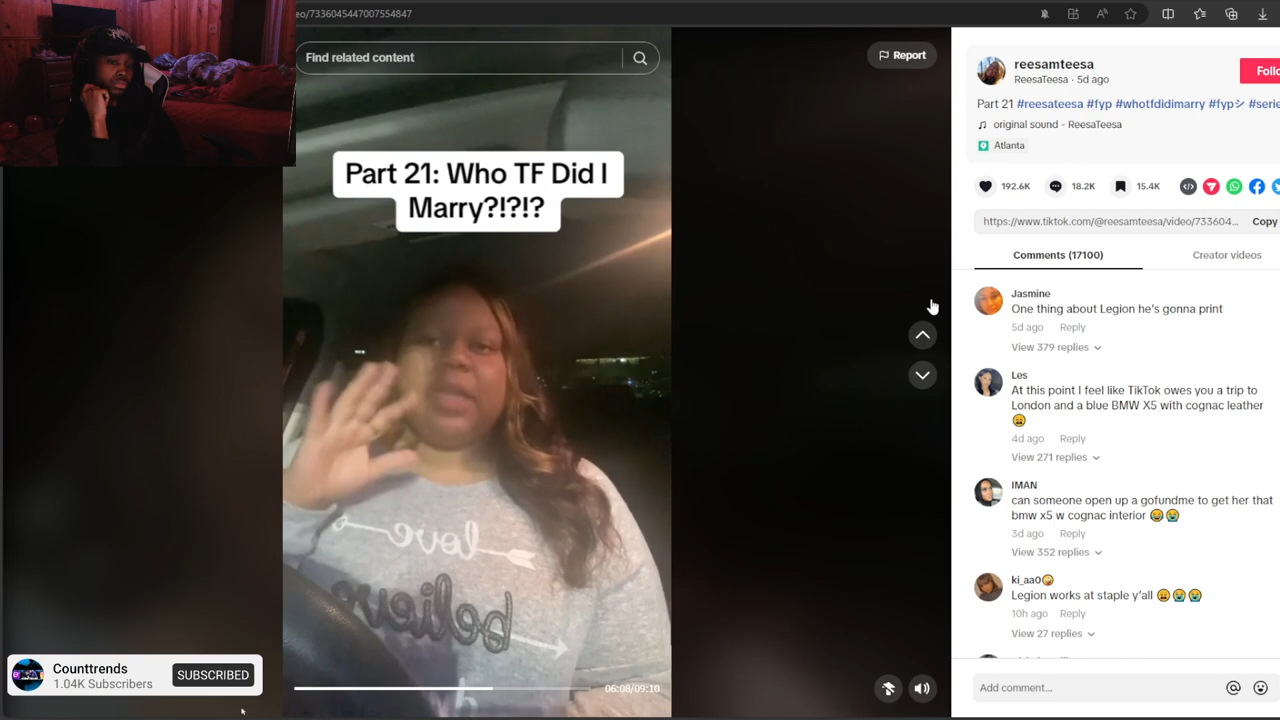 eo/7336045447007554847
Find related content
Report
Part 21: Who TF Did I
Marry?!?!?
love
believe
06:08/09:10
Counttrends
1.04K Subscribers
SUBSCRIBED
reesamteesa
ReesaTeesa · 5d ago
Follo
Part 21 #reesateesa #fyp #whotfdidimarry #fypシ #serie
original sound - ReesaTeesa
Atlanta
192.6K
18.2K
15.4K
https://www.tiktok.com/@reesamteesa/video/733604...
Copy
Comments (17100)
Creator videos
Jasmine
One thing about Legion he's gonna print
5d ago Reply
View 379 replies
Les
At this point I feel like TikTok owes you a trip to
London and a blue BMW X5 with cognac leather
😩
4d ago Reply
View 271 replies
IMAN
can someone open up a gofundme to get her that
bmw x5 w cognac interior 😂😭
3d ago Reply
View 352 replies
ki_aa0🤪
Legion works at staple y'all 😩😭😭
10h ago Reply
View 27 replies
Add comment...